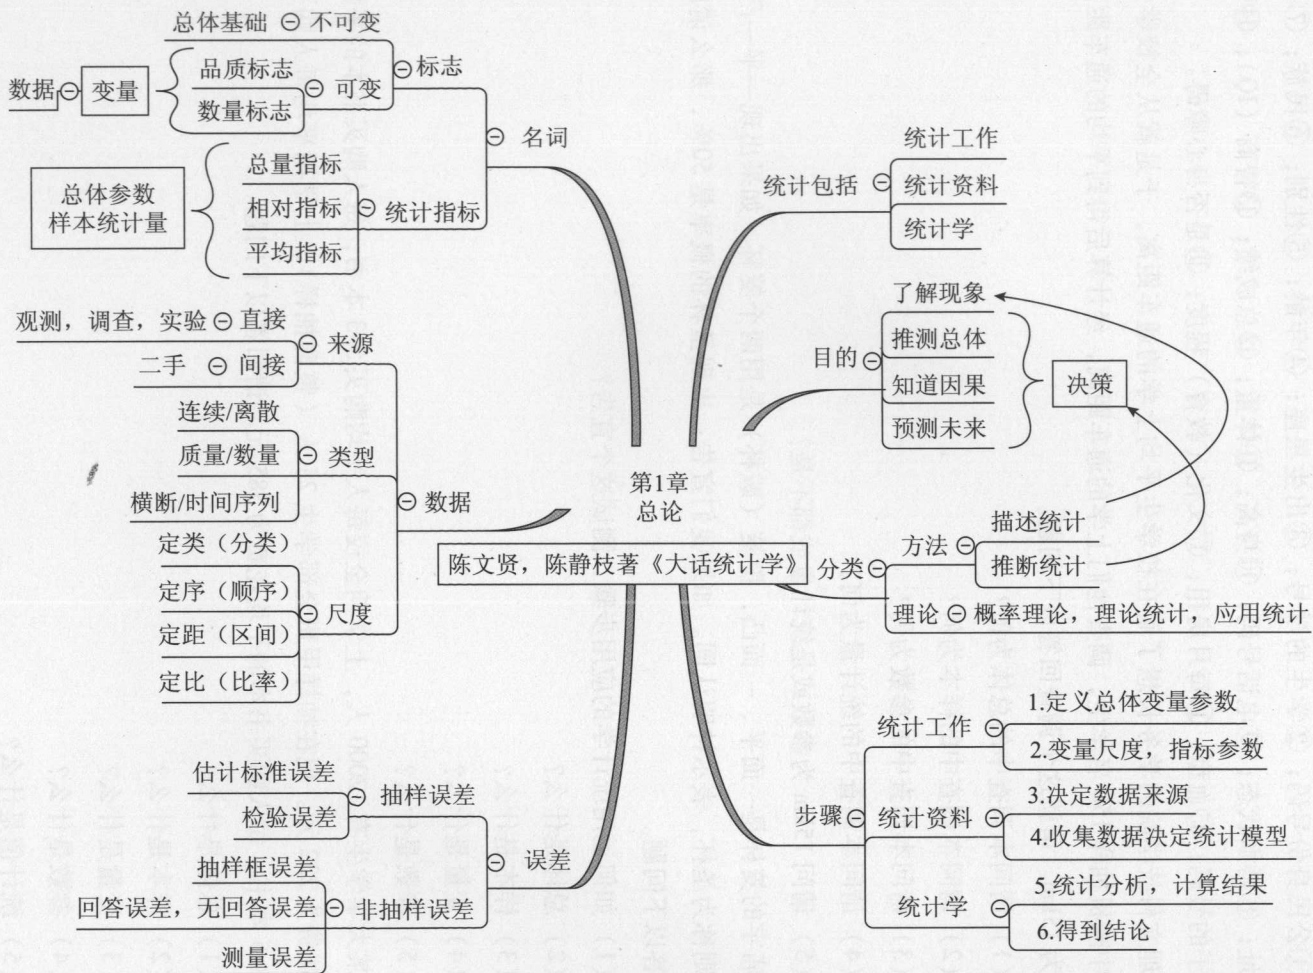 第1章
总论
陈文贤，陈静枝著《大话统计学》
名词
标志
不可变
总体基础
可变
品质标志
数量标志
变量
数据
统计指标
总量指标
相对指标
平均指标
总体参数
样本统计量
数据
来源
直接
观测，调查，实验
间接
二手
类型
连续/离散
质量/数量
横断/时间序列
尺度
定类（分类）
定序（顺序）
定距（区间）
定比（比率）
误差
抽样误差
估计标准误差
检验误差
非抽样误差
抽样框误差
回答误差，无回答误差
测量误差
统计包括
统计工作
统计资料
统计学
目的
了解现象
推测总体
知道因果
预测未来
决策
分类
方法
描述统计
推断统计
理论
概率理论，理论统计，应用统计
步骤
统计工作
1.定义总体变量参数
2.变量尺度，指标参数
统计资料
3.决定数据来源
4.收集数据决定统计模型
统计学
5.统计分析，计算结果
6.得到结论